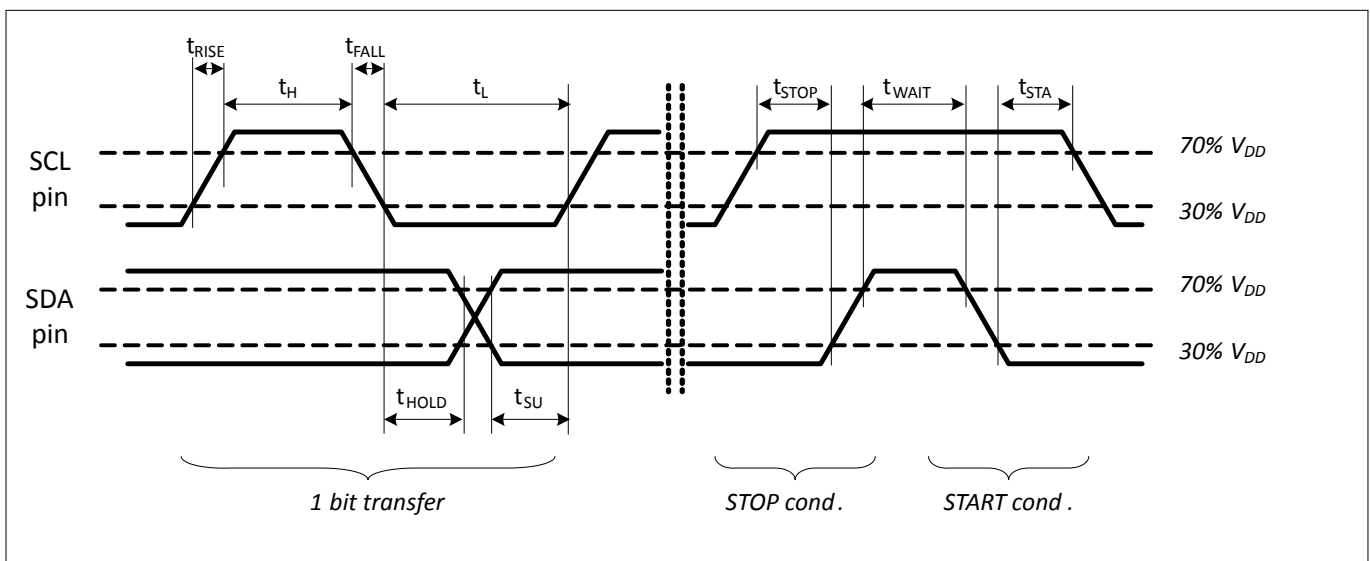 tRISE
tFALL
tH
tL
tSTOP
tWAIT
tSTA
SCL
pin
70% VDD
30% VDD
SDA
pin
70% VDD
30% VDD
tHOLD
tSU
1 bit transfer
STOP cond .
START cond .